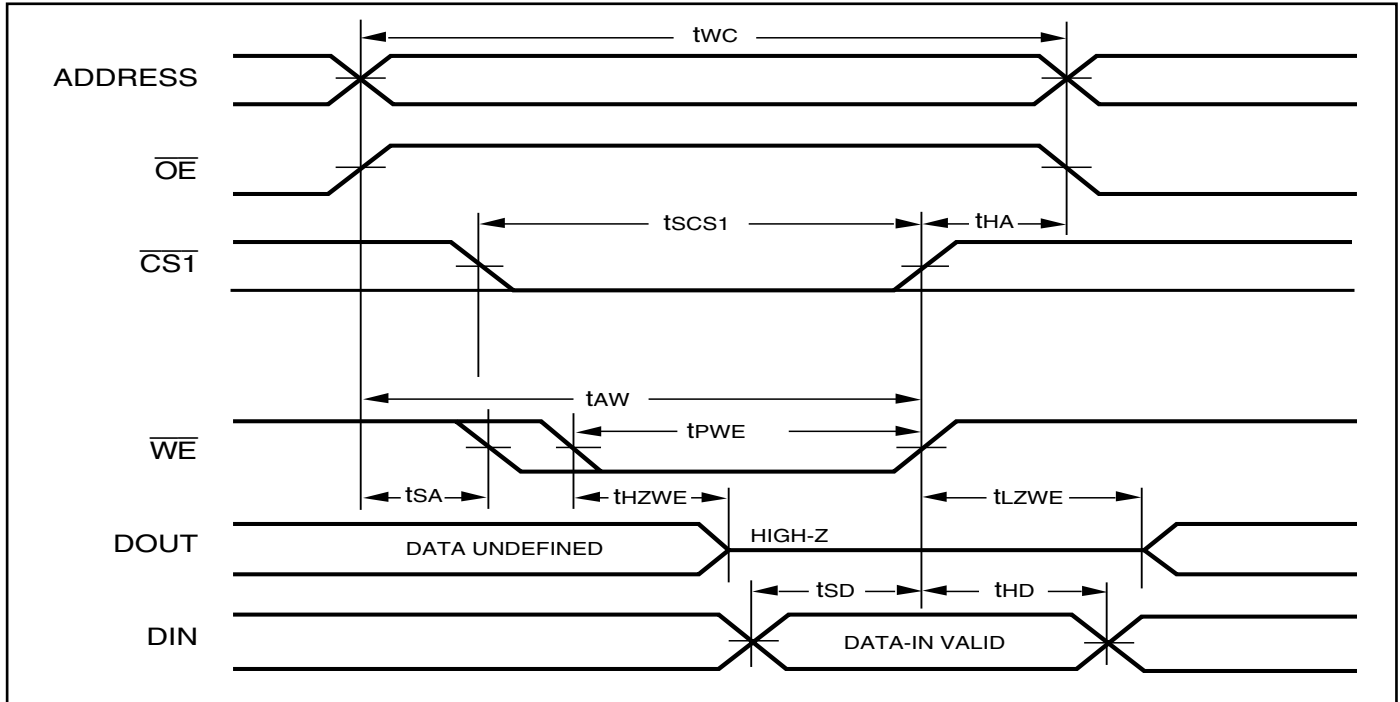 tWC
ADDRESS
OE
tSCS1 tHA
CS1
tAW
tPWE
WE
tSA tHZWE tLZWE
DOUT DATA UNDEFINED HIGH-Z
tSD tHD
DIN DATA-IN VALID